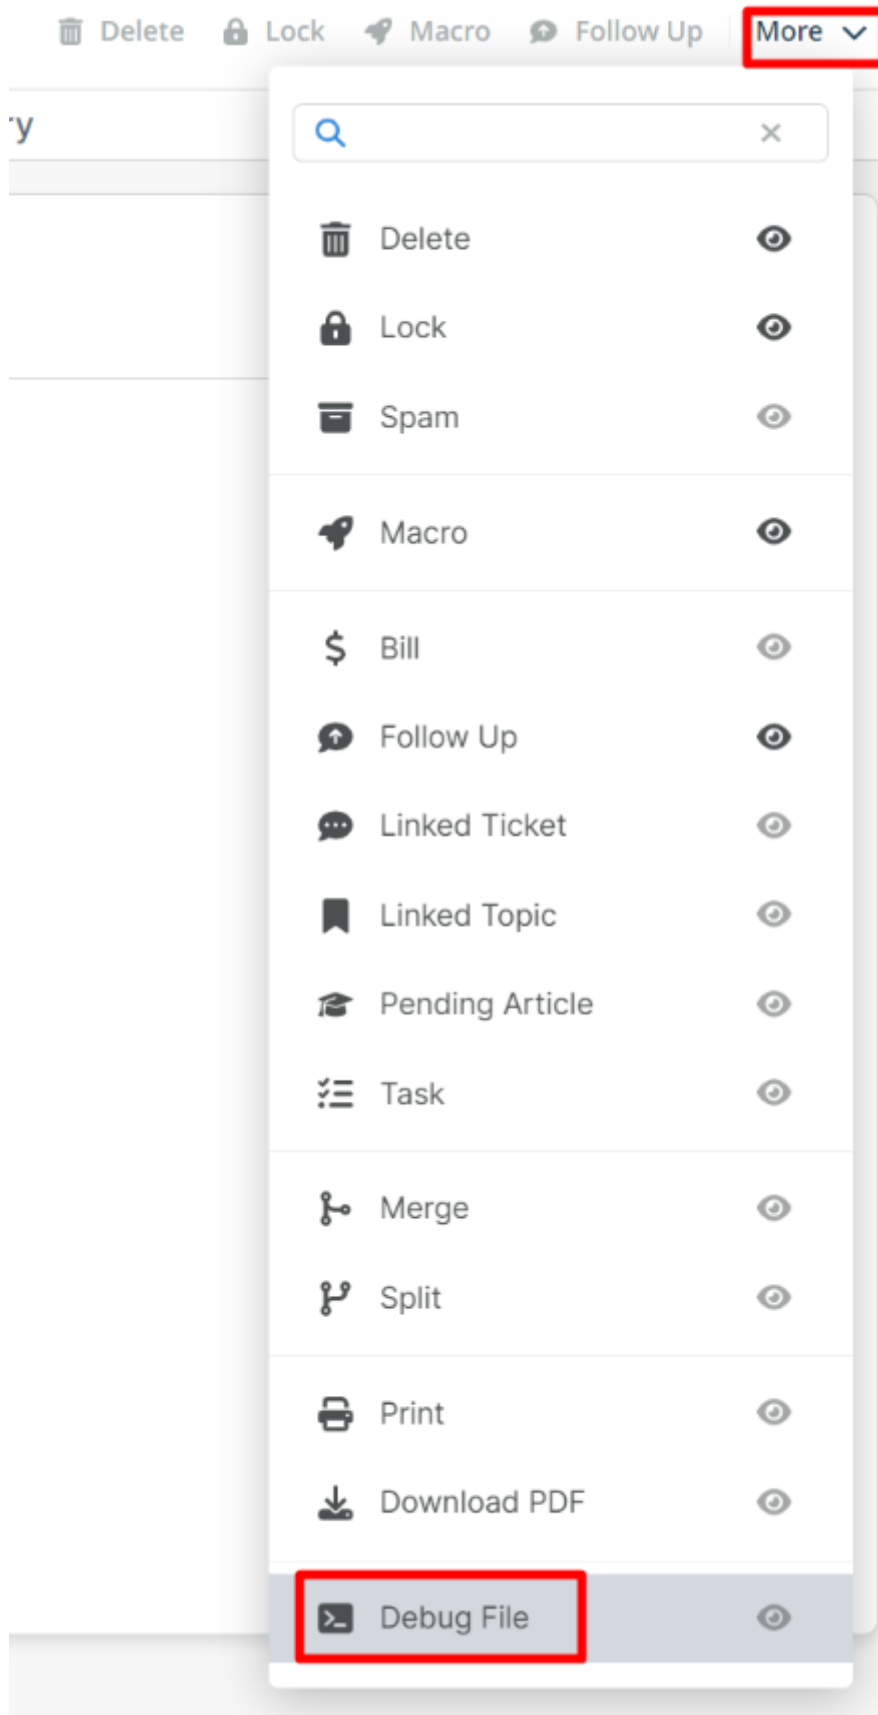 Delete Lock Macro Follow Up More
ry
Delete
Lock
Spam
Macro
$ Bill
Follow Up
Linked Ticket
Linked Topic
Pending Article
Task
Merge
Split
Print
Download PDF
Debug File